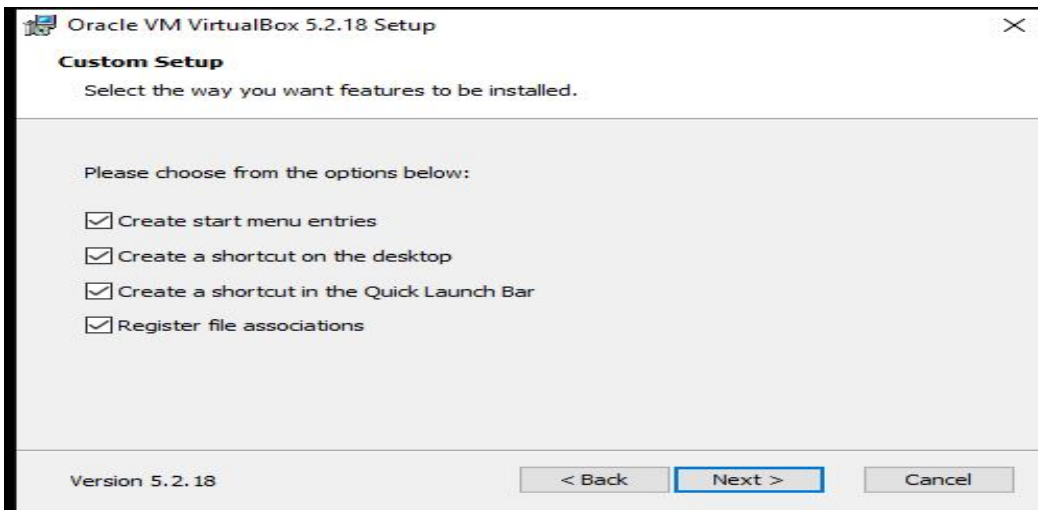 Oracle VM VirtualBox 5.2.18 Setup
Custom Setup
Select the way you want features to be installed.
Please choose from the options below:
Create start menu entries
Create a shortcut on the desktop
Create a shortcut in the Quick Launch Bar
Register file associations
Version 5.2.18 < Back Next > Cancel